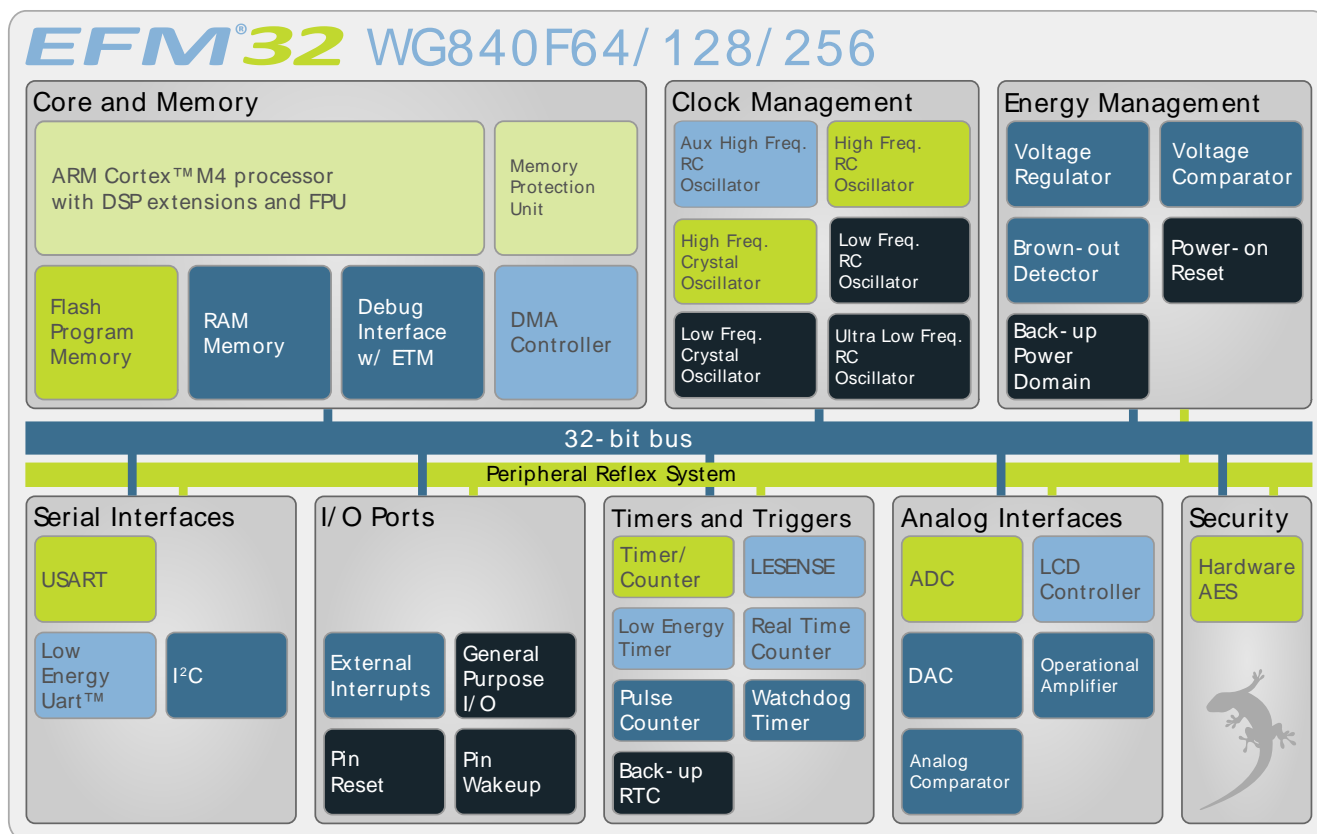 EFM®32 WG840F64/128/256
Core and Memory
ARM Cortex™ M4 processor
with DSP extensions and FPU
Memory
Protection
Unit
Flash
Program
Memory
RAM
Memory
Debug
Interface
w/ ETM
DMA
Controller
Clock Management
Aux High Freq.
RC
Oscillator
High Freq.
RC
Oscillator
High Freq.
Crystal
Oscillator
Low Freq.
RC
Oscillator
Low Freq.
Crystal
Oscillator
Ultra Low Freq.
RC
Oscillator
Energy Management
Voltage
Regulator
Voltage
Comparator
Brown-out
Detector
Power-on
Reset
Back-up
Power
Domain
32-bit bus
Peripheral Reflex System
Serial Interfaces
USART
Low
Energy
Uart™
I²C
I/O Ports
External
Interrupts
General
Purpose
I/O
Pin
Reset
Pin
Wakeup
Timers and Triggers
Timer/
Counter
LESENSE
Low Energy
Timer
Real Time
Counter
Pulse
Counter
Watchdog
Timer
Back-up
RTC
Analog Interfaces
ADC
LCD
Controller
DAC
Operational
Amplifier
Analog
Comparator
Security
Hardware
AES